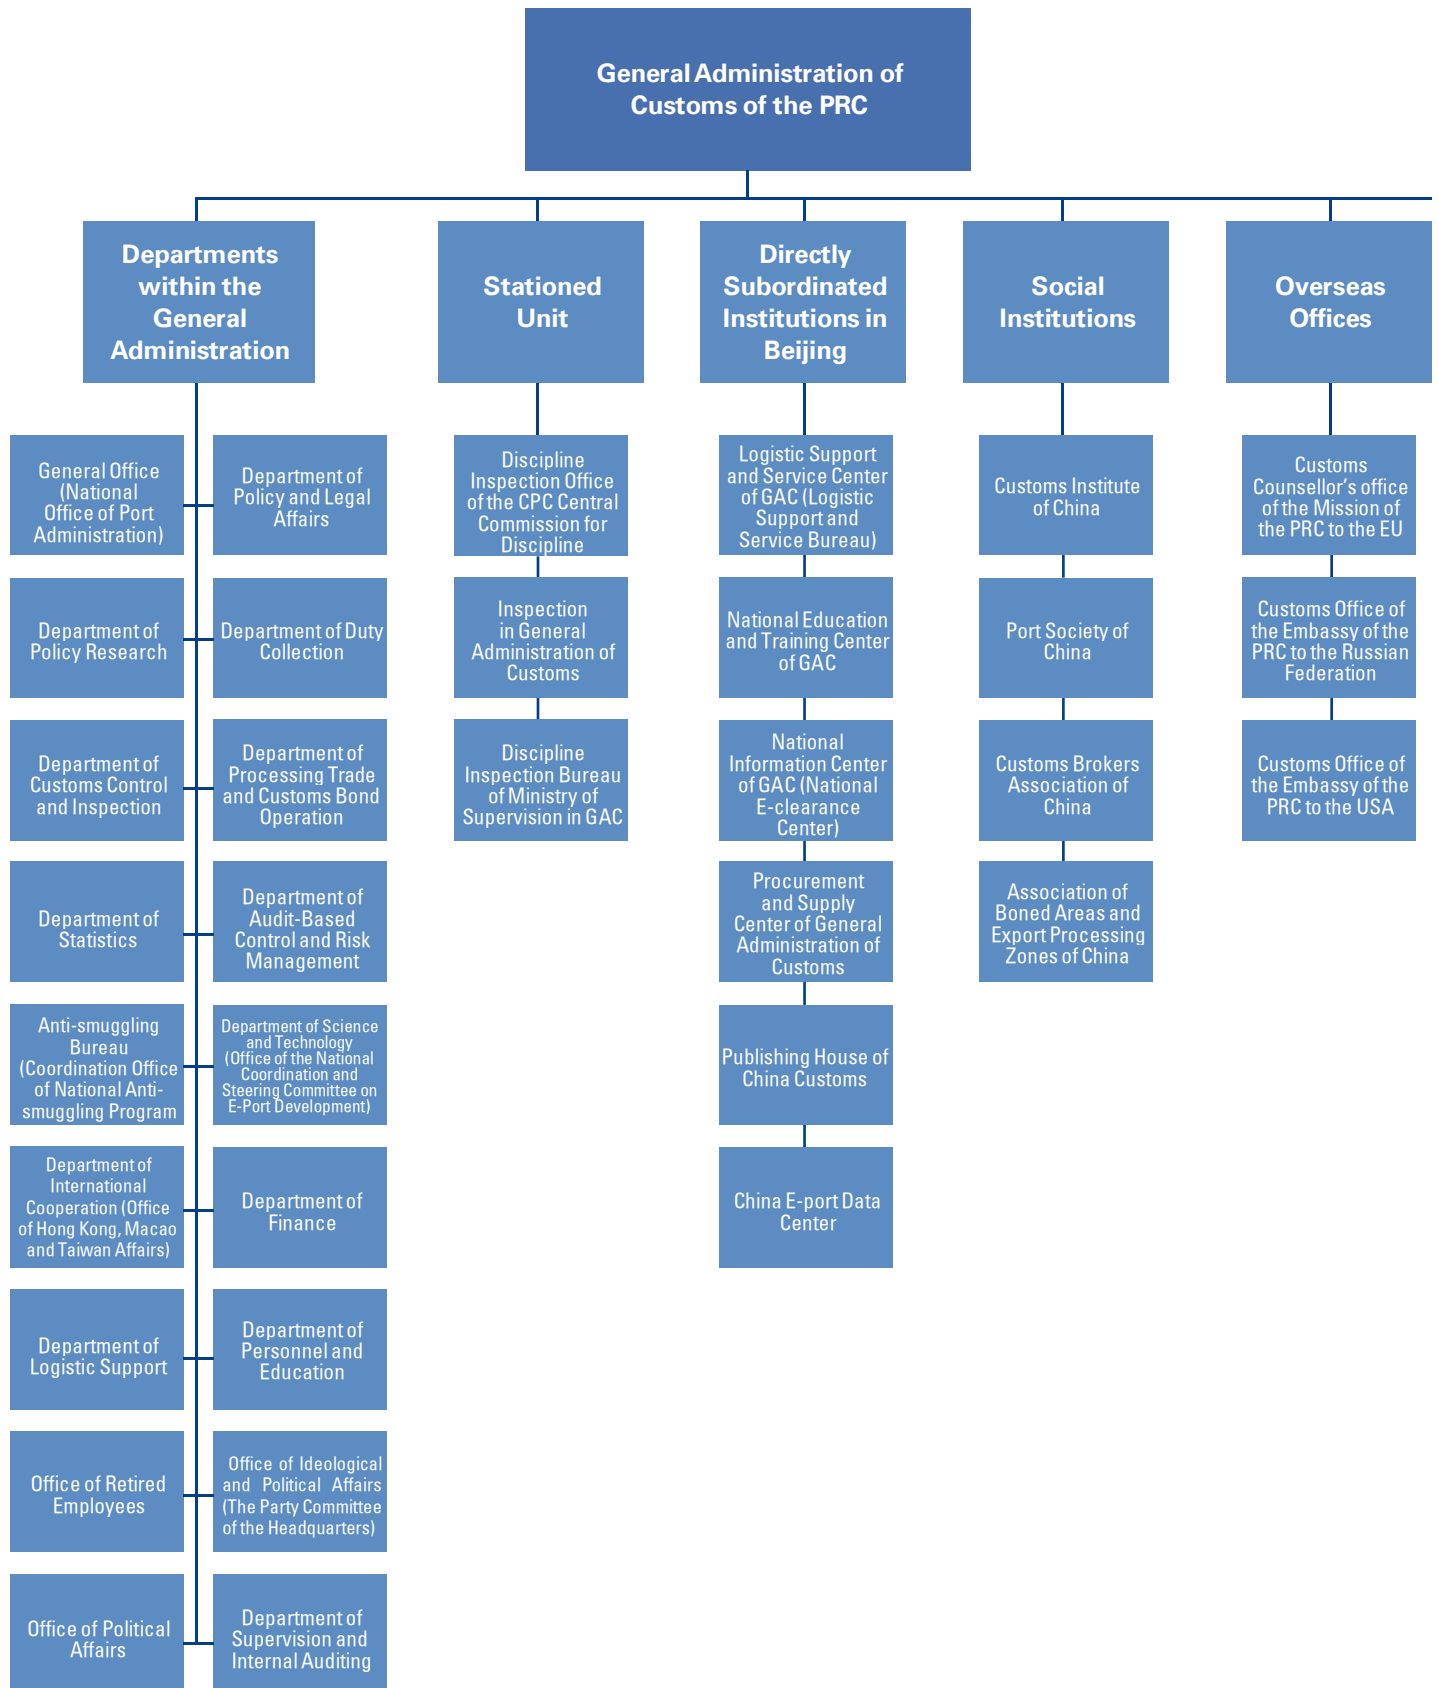 General Administration of
Customs of the PRC
Departments
within the
General
Administration
Stationed
Unit
Directly
Subordinated
Institutions in
Beijing
Social
Institutions
Overseas
Offices
General Office
(National
Office of Port
Administration)
Department of
Policy and Legal
Affairs
Discipline
Inspection Office
of the CPC Central
Commission for
Discipline
Logistic Support
and Service Center
of GAC (Logistic
Support and
Service Bureau)
Customs Institute
of China
Customs
Counsellor's office
of the Mission of
the PRC to the EU
Department of
Policy Research
Department of Duty
Collection
Inspection
in General
Administration of
Customs
National Education
and Training Center
of GAC
Port Society of
China
Customs Office of
the Embassy of the
PRC to the Russian
Federation
Department of
Customs Control
and Inspection
Department of
Processing Trade
and Customs Bond
Operation
Discipline
Inspection Bureau
of Ministry of
Supervision in GAC
National
Information Center
of GAC (National
E-clearance
Center)
Customs Brokers
Association of
China
Customs Office of
the Embassy of the
PRC to the USA
Department of
Statistics
Department of
Audit-Based
Control and Risk
Management
Procurement
and Supply
Center of General
Administration of
Customs
Association of
Boned Areas and
Export Processing
Zones of China
Anti-smuggling
Bureau
(Coordination Office
of National Anti-
smuggling Program
Department of Science
and Technology
(Office of the National
Coordination and
Steering Committee on
E-Port Development)
Publishing House of
China Customs
Department of
International
Cooperation (Office
of Hong Kong, Macao
and Taiwan Affairs)
Department of
Finance
China E-port Data
Center
Department of
Logistic Support
Department of
Personnel and
Education
Office of Retired
Employees
Office of Ideological
and Political Affairs
(The Party Committee
of the Headquarters)
Office of Political
Affairs
Department of
Supervision and
Internal Auditing